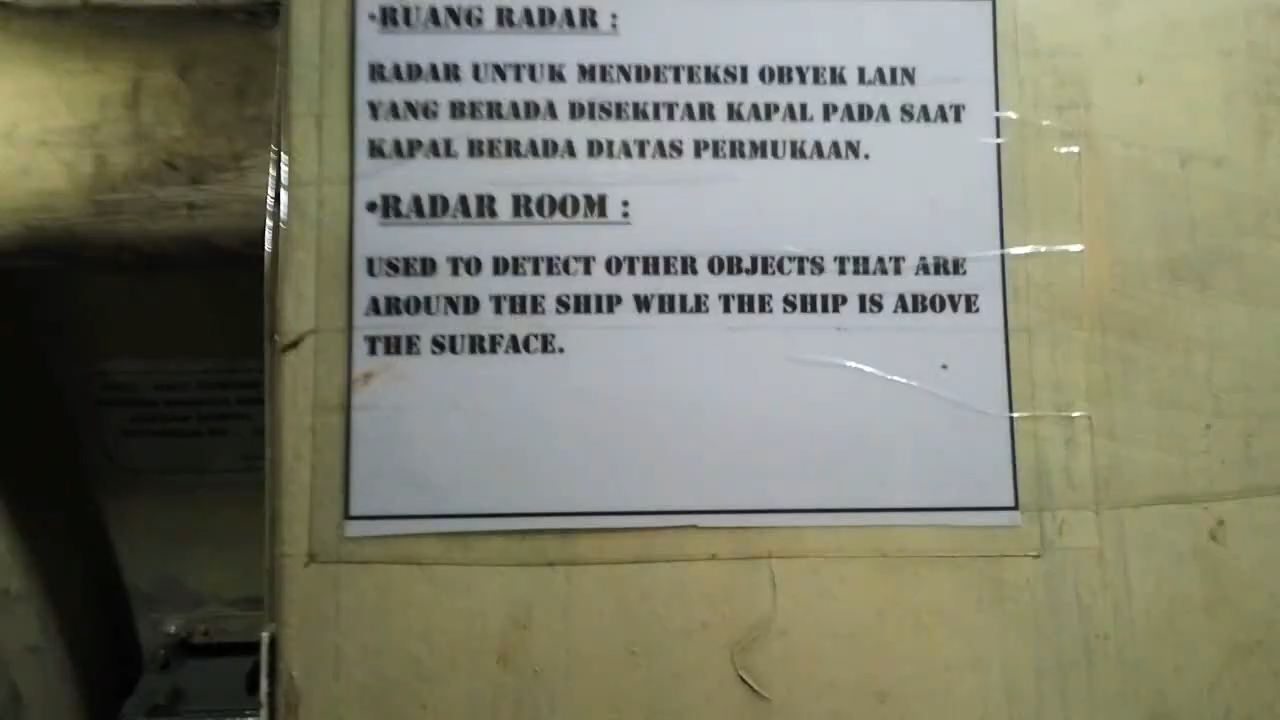 •RUANG RADAR :
RADAR UNTUK MENDETEKSI OBYEK LAIN
YANG BERADA DISEKITAR KAPAL PADA SAAT
KAPAL BERADA DIATAS PERMUKAAN.
•RADAR ROOM :
USED TO DETECT OTHER OBJECTS THAT ARE
AROUND THE SHIP WHLE THE SHIP IS ABOVE
THE SURFACE.